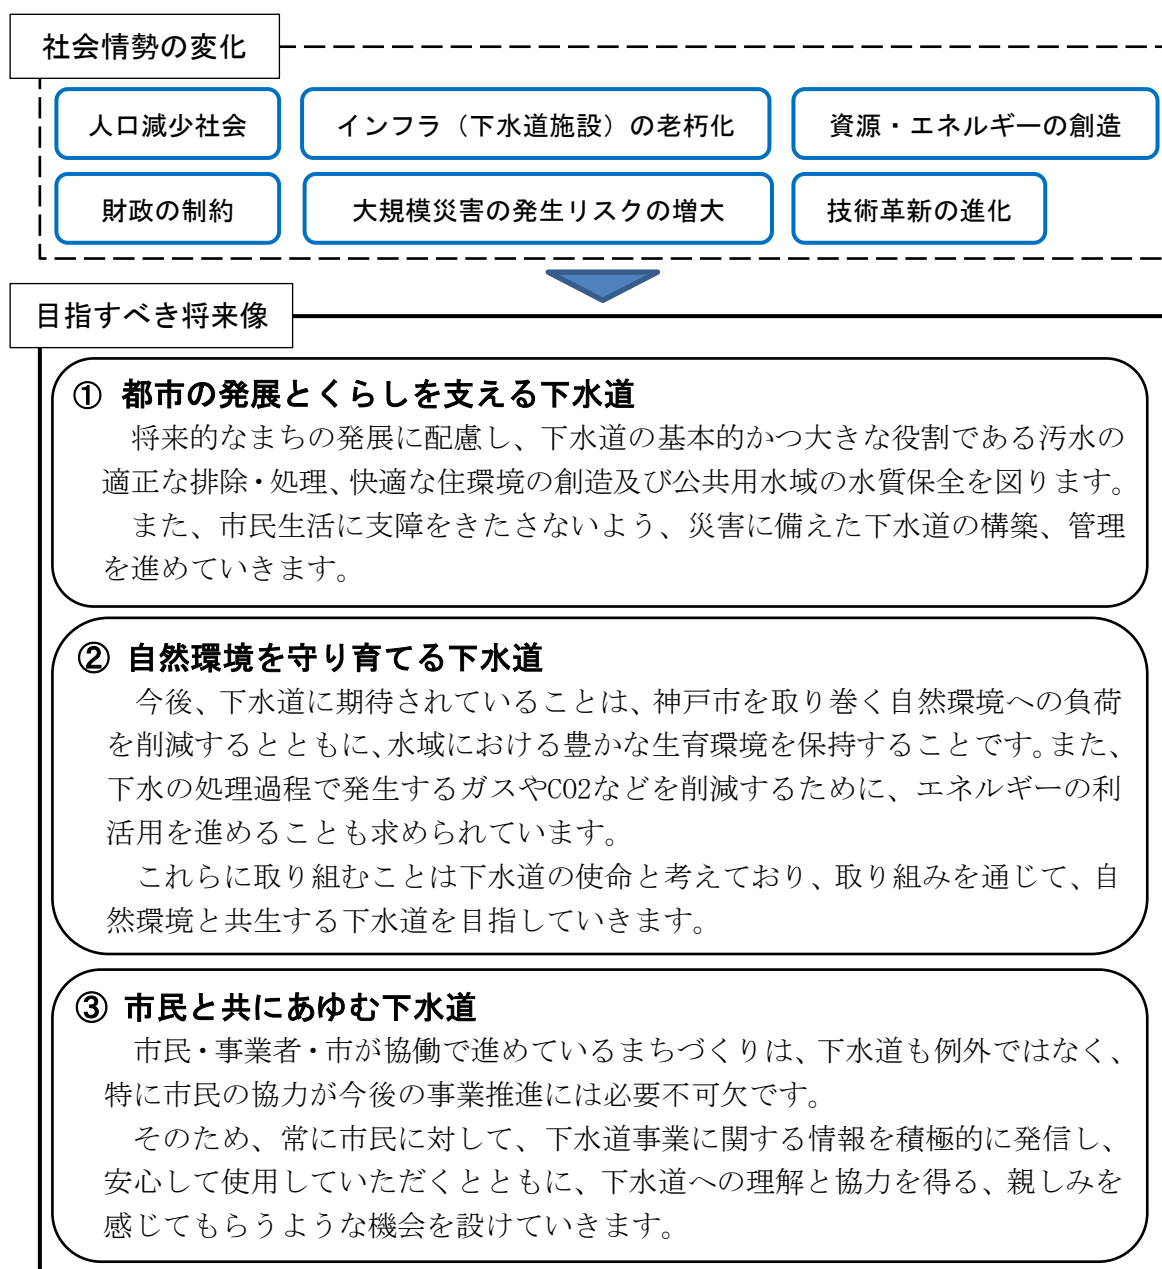 社会情勢の変化
人口減少社会
インフラ（下水道施設）の老朽化
資源・エネルギーの創造
財政の制約
大規模災害の発生リスクの増大
技術革新の進化
目指すべき将来像
① 都市の発展とくらしを支える下水道
将来的なまちの発展に配慮し、下水道の基本的かつ大きな役割である汚水の
適正な排除・処理、快適な住環境の創造及び公共用水域の水質保全を図ります。
また、市民生活に支障をきたさないよう、災害に備えた下水道の構築、管理
を進めていきます。
② 自然環境を守り育てる下水道
今後、下水道に期待されていることは、神戸市を取り巻く自然環境への負荷
を削減するとともに、水域における豊かな生育環境を保持することです。また、
下水の処理過程で発生するガスやCO2などを削減するために、エネルギーの利
活用を進めることも求められています。
これらに取り組むことは下水道の使命と考えており、取り組みを通じて、自
然環境と共生する下水道を目指していきます。
③ 市民と共にあゆむ下水道
市民・事業者・市が協働で進めているまちづくりは、下水道も例外ではなく、
特に市民の協力が今後の事業推進には必要不可欠です。
そのため、常に市民に対して、下水道事業に関する情報を積極的に発信し、
安心して使用していただくとともに、下水道への理解と協力を得る、親しみを
感じてもらうような機会を設けていきます。